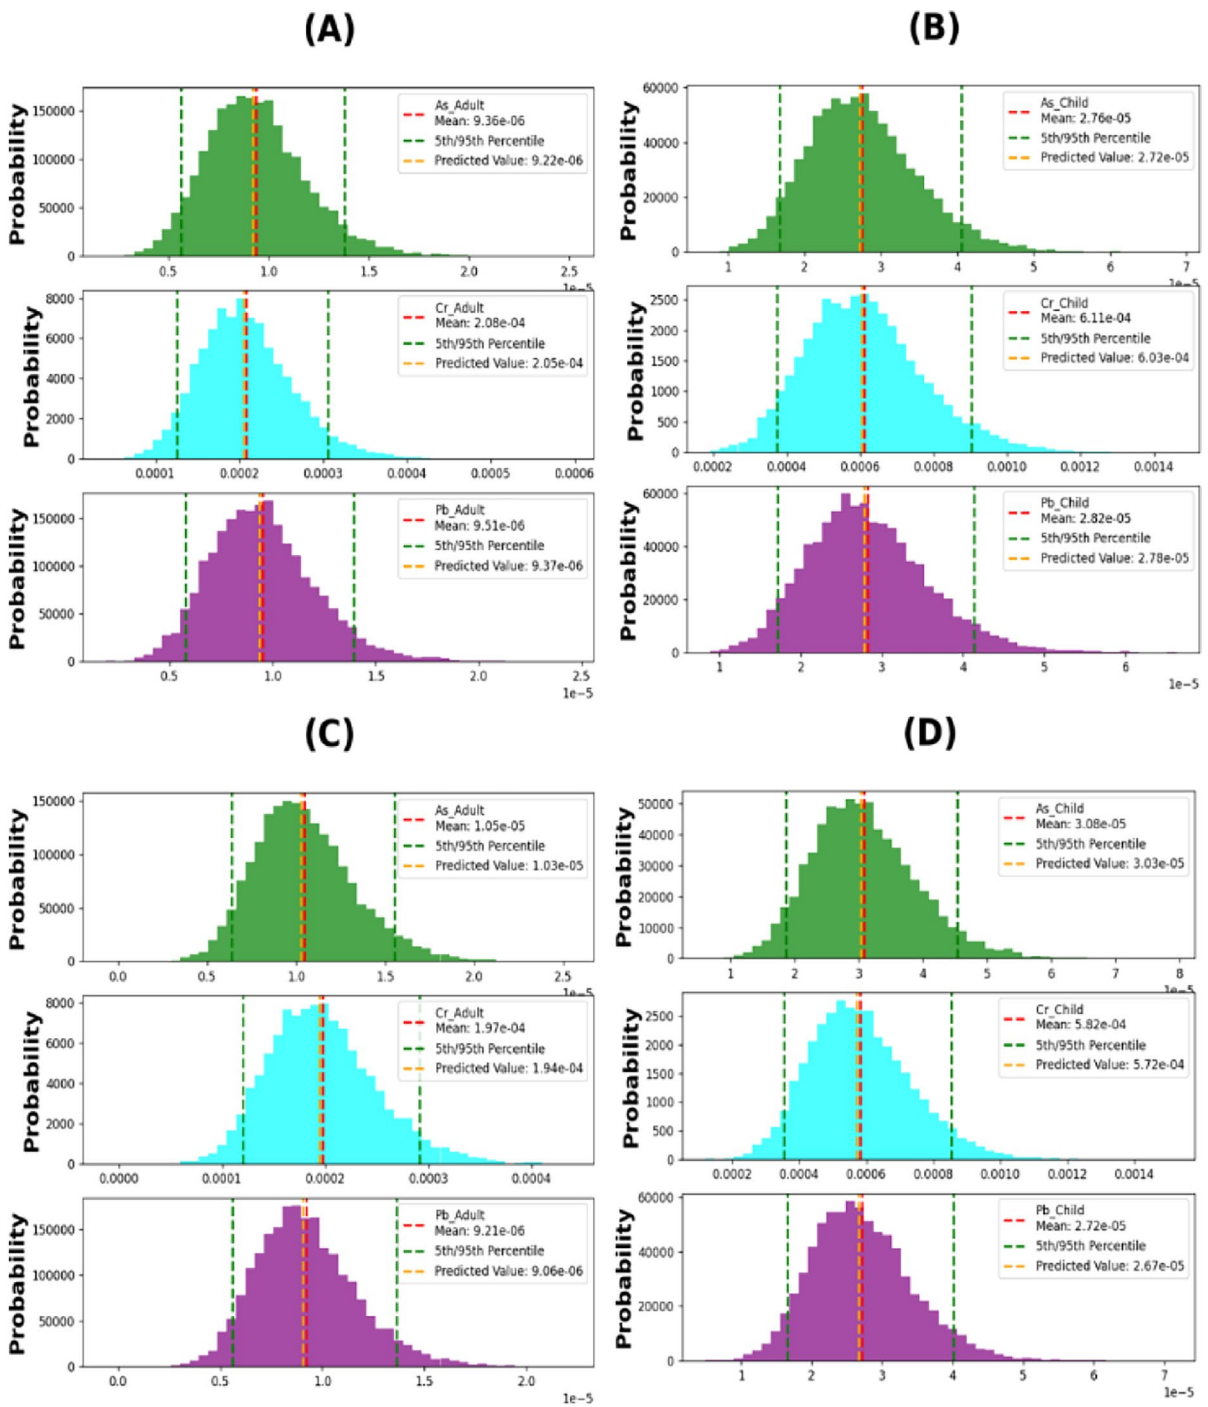 (A)
(B)
Probability
150000
100000
50000
0
As_Adult
Mean: 9.36e-06
5th/95th Percentile
Predicted Value: 9.22e-06
0.5 1.0 1.5 2.0 2.5
1e-5
Probability
60000
40000
20000
0
As_Child
Mean: 2.76e-05
5th/95th Percentile
Predicted Value: 2.72e-05
1 2 3 4 5 6 7
1e-5
Probability
8000
6000
4000
2000
0
Cr_Adult
Mean: 2.08e-04
5th/95th Percentile
Predicted Value: 2.05e-04
0.0001 0.0002 0.0003 0.0004 0.0005 0.0006
Probability
2500
2000
1500
1000
500
0
Cr_Child
Mean: 6.11e-04
5th/95th Percentile
Predicted Value: 6.03e-04
0.0002 0.0004 0.0006 0.0008 0.0010 0.0012 0.0014
Probability
150000
100000
50000
0
Pb_Adult
Mean: 9.51e-06
5th/95th Percentile
Predicted Value: 9.37e-06
0.5 1.0 1.5 2.0 2.5
1e-5
Probability
60000
40000
20000
0
Pb_Child
Mean: 2.82e-05
5th/95th Percentile
Predicted Value: 2.78e-05
1 2 3 4 5 6
1e-5
(C)
(D)
Probability
150000
100000
50000
0
As_Adult
Mean: 1.05e-05
5th/95th Percentile
Predicted Value: 1.03e-05
0.0 0.5 1.0 1.5 2.0 2.5
1e-5
Probability
50000
40000
30000
20000
10000
0
As_Child
Mean: 3.08e-05
5th/95th Percentile
Predicted Value: 3.03e-05
1 2 3 4 5 6 7 8
1e-5
Probability
8000
6000
4000
2000
0
Cr_Adult
Mean: 1.97e-04
5th/95th Percentile
Predicted Value: 1.94e-04
0.0000 0.0001 0.0002 0.0003 0.0004
Probability
2500
2000
1500
1000
500
0
Cr_Child
Mean: 5.82e-04
5th/95th Percentile
Predicted Value: 5.72e-04
0.0002 0.0004 0.0006 0.0008 0.0010 0.0012 0.0014
Probability
150000
100000
50000
0
Pb_Adult
Mean: 9.21e-06
5th/95th Percentile
Predicted Value: 9.06e-06
0.0 0.5 1.0 1.5 2.0
1e-5
Probability
60000
40000
20000
0
Pb_Child
Mean: 2.72e-05
5th/95th Percentile
Predicted Value: 2.67e-05
1 2 3 4 5 6 7
1e-5